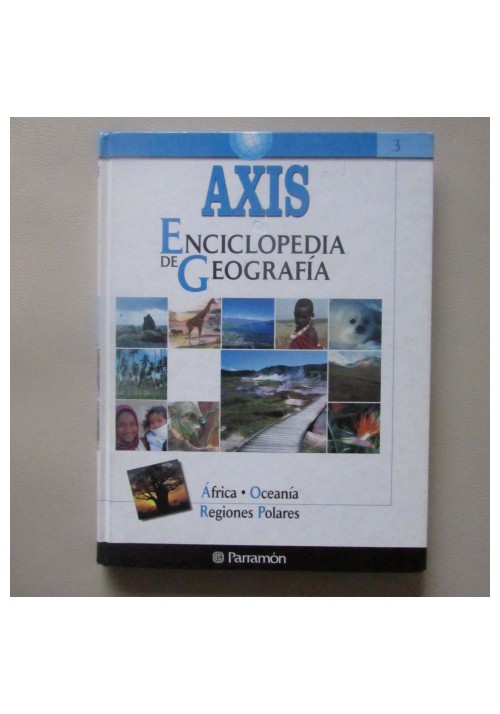 3
AXIS
ENCICLOPEDIA
DE GEOGRAFÍA
África • Oceanía
Regiones Polares
Parramón